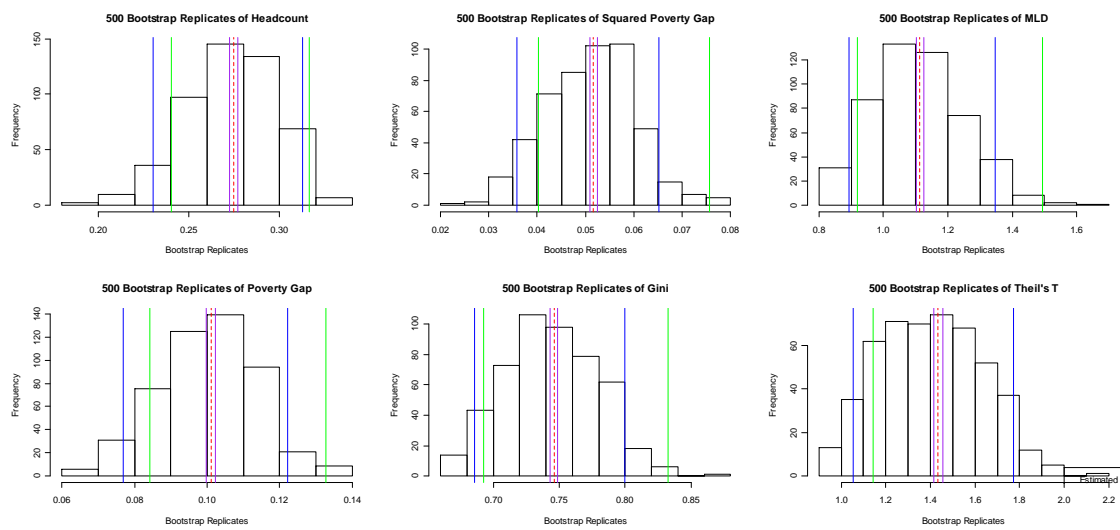 500 Bootstrap Replicates of Headcount
Frequency
0 50 100 150
0.20 0.25 0.30
Bootstrap Replicates
500 Bootstrap Replicates of Squared Poverty Gap
Frequency
0 20 40 60 80 100
0.02 0.03 0.04 0.05 0.06 0.07 0.08
Bootstrap Replicates
500 Bootstrap Replicates of MLD
Frequency
0 20 40 60 80 100 120
0.8 1.0 1.2 1.4 1.6
Bootstrap Replicates
500 Bootstrap Replicates of Poverty Gap
Frequency
0 20 40 60 80 100 120 140
0.06 0.08 0.10 0.12 0.14
Bootstrap Replicates
500 Bootstrap Replicates of Gini
Frequency
0 20 40 60 80 100
0.70 0.75 0.80 0.85
Bootstrap Replicates
500 Bootstrap Replicates of Theil's T
Frequency
0 20 40 60
Estimated
1.0 1.2 1.4 1.6 1.8 2.0 2.2
Bootstrap Replicates